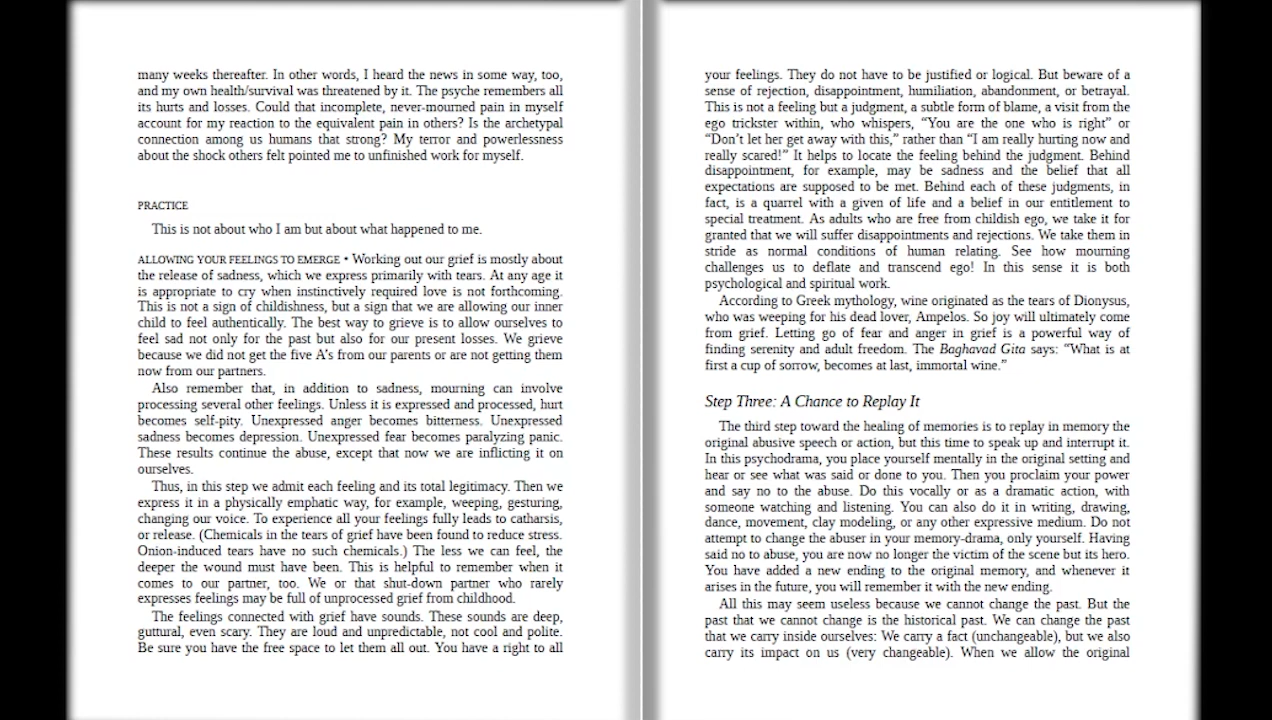 many weeks thereafter. In other words, I heard the news in some way, too,
and my own health/survival was threatened by it. The psyche remembers all
its hurts and losses. Could that incomplete, never-mourned pain in myself
account for my reaction to the equivalent pain in others? Is the archetypal
connection among us humans that strong? My terror and powerlessness
about the shock others felt pointed me to unfinished work for myself.
PRACTICE
This is not about who I am but about what happened to me.
ALLOWING YOUR FEELINGS TO EMERGE • Working out our grief is mostly about
the release of sadness, which we express primarily with tears. At any age it
is appropriate to cry when instinctively required love is not forthcoming.
This is not a sign of childishness, but a sign that we are allowing our inner
child to feel authentically. The best way to grieve is to allow ourselves to
feel sad not only for the past but also for our present losses. We grieve
because we did not get the five A’s from our parents or are not getting them
now from our partners.
Also remember that, in addition to sadness, mourning can involve
processing several other feelings. Unless it is expressed and processed, hurt
becomes self-pity. Unexpressed anger becomes bitterness. Unexpressed
sadness becomes depression. Unexpressed fear becomes paralyzing panic.
These results continue the abuse, except that now we are inflicting it on
ourselves.
Thus, in this step we admit each feeling and its total legitimacy. Then we
express it in a physically emphatic way, for example, weeping, gesturing,
changing our voice. To experience all your feelings fully leads to catharsis,
or release. (Chemicals in the tears of grief have been found to reduce stress.
Onion-induced tears have no such chemicals.) The less we can feel, the
deeper the wound must have been. This is helpful to remember when it
comes to our partner, too. We or that shut-down partner who rarely
expresses feelings may be full of unprocessed grief from childhood.
The feelings connected with grief have sounds. These sounds are deep,
guttural, even scary. They are loud and unpredictable, not cool and polite.
Be sure you have the free space to let them all out. You have a right to all
your feelings. They do not have to be justified or logical. But beware of a
sense of rejection, disappointment, humiliation, abandonment, or betrayal.
This is not a feeling but a judgment, a subtle form of blame, a visit from the
ego trickster within, who whispers, “You are the one who is right” or
“Don’t let her get away with this,” rather than “I am really hurting now and
really scared!” It helps to locate the feeling behind the judgment. Behind
disappointment, for example, may be sadness and the belief that all
expectations are supposed to be met. Behind each of these judgments, in
fact, is a quarrel with a given of life and a belief in our entitlement to
special treatment. As adults who are free from childish ego, we take it for
granted that we will suffer disappointments and rejections. We take them in
stride as normal conditions of human relating. See how mourning
challenges us to deflate and transcend ego! In this sense it is both
psychological and spiritual work.
According to Greek mythology, wine originated as the tears of Dionysus,
who was weeping for his dead lover, Ampelos. So joy will ultimately come
from grief. Letting go of fear and anger in grief is a powerful way of
finding serenity and adult freedom. The Baghavad Gita says: “What is at
first a cup of sorrow, becomes at last, immortal wine.”
Step Three: A Chance to Replay It
The third step toward the healing of memories is to replay in memory the
original abusive speech or action, but this time to speak up and interrupt it.
In this psychodrama, you place yourself mentally in the original setting and
hear or see what was said or done to you. Then you proclaim your power
and say no to the abuse. Do this vocally or as a dramatic action, with
someone watching and listening. You can also do it in writing, drawing,
dance, movement, clay modeling, or any other expressive medium. Do not
attempt to change the abuser in your memory-drama, only yourself. Having
said no to abuse, you are now no longer the victim of the scene but its hero.
You have added a new ending to the original memory, and whenever it
arises in the future, you will remember it with the new ending.
All this may seem useless because we cannot change the past. But the
past that we cannot change is the historical past. We can change the past
that we carry inside ourselves: We carry a fact (unchangeable), but we also
carry its impact on us (very changeable). When we allow the original